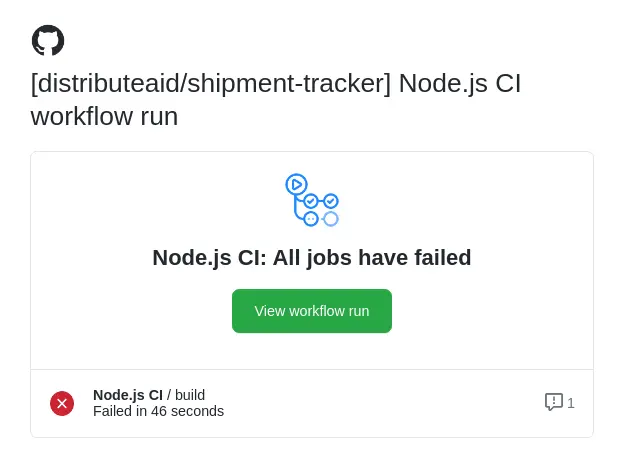 [distributeaid/shipment-tracker] Node.js CI
workflow run
Node.js CI: All jobs have failed
View workflow run
Node.js CI / build
Failed in 46 seconds
1